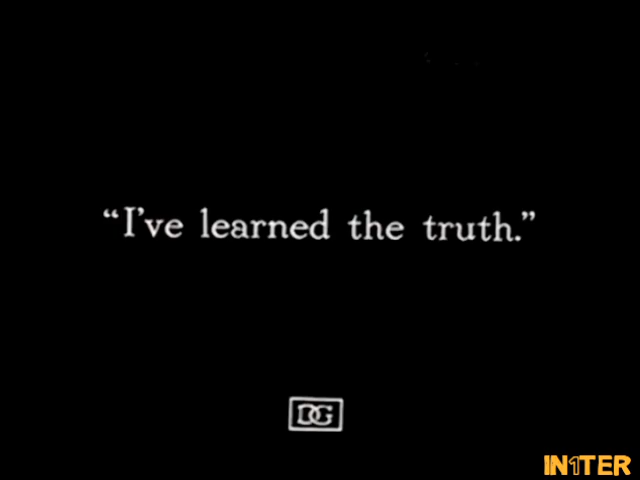 “I've learned the truth.”
DG
IN1TER